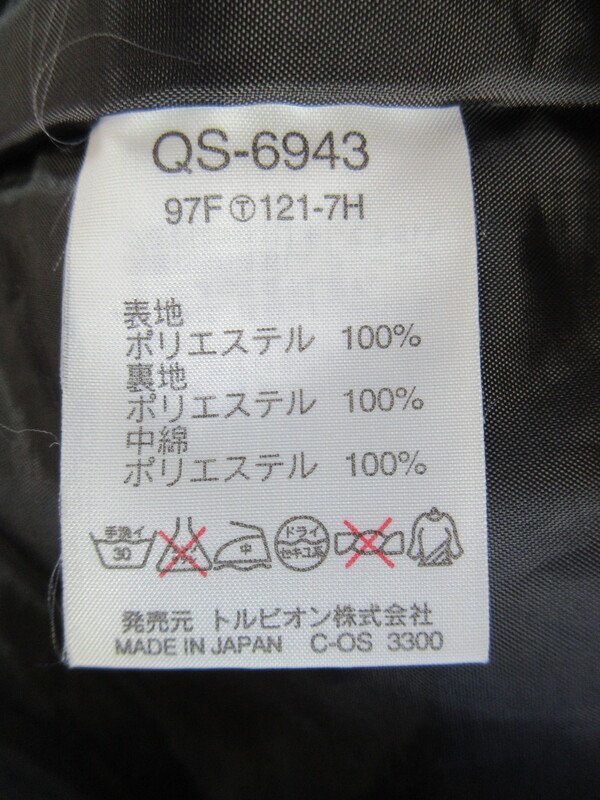 QS-6943
97FⓉ121-7H
表地
ポリエステル 100%
裏地
ポリエステル 100%
中綿
ポリエステル 100%
手洗イ
30
中
ドライ
セキユ系
発売元 トルビオン株式会社
MADE IN JAPAN C-OS 3300